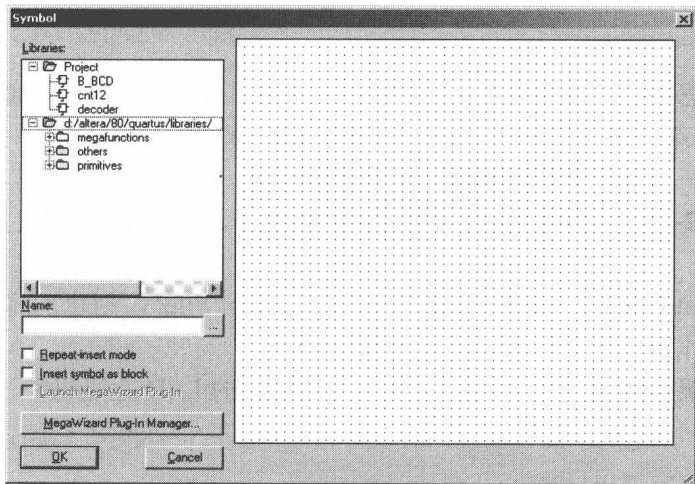 Symbol
Libraries:
Project
B_BCD
cnt12
decoder
d:/altera/80/quartus/libraries/
megafunctions
others
primitives
Name:
...
Repeat-insert mode
Insert symbol as block
Launch MegaWizard Plug-In
MegaWizard Plug-In Manager...
OK
Cancel